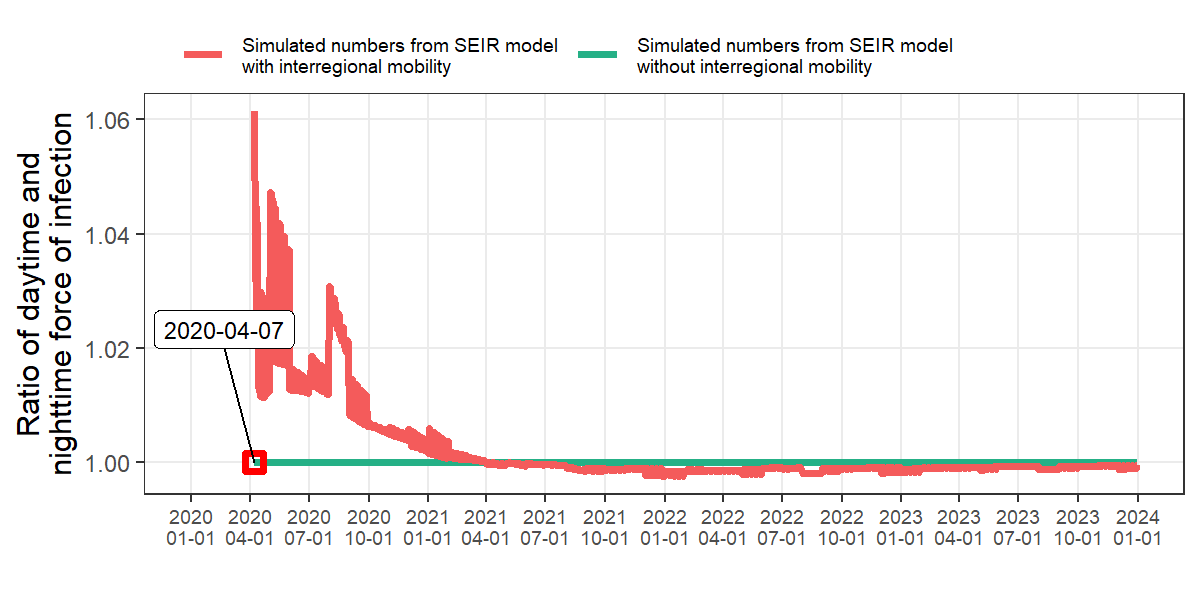 Simulated numbers from SEIR model
with interregional mobility
Simulated numbers from SEIR model
without interregional mobility
Ratio of daytime and
nighttime force of infection
1.06
1.04
1.02
1.00
2020-04-07
2020 2020 2020 2020 2021 2021 2021 2021 2022 2022 2022 2022 2023 2023 2023 2023 2024
01-01 04-01 07-01 10-01 01-01 04-01 07-01 10-01 01-01 04-01 07-01 10-01 01-01 04-01 07-01 10-01 01-01